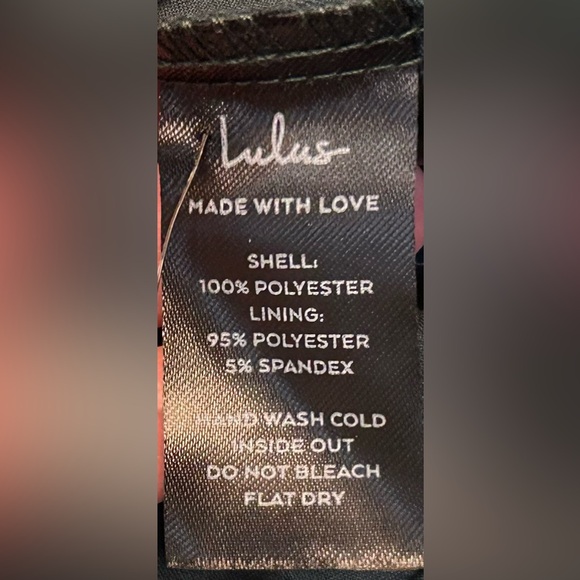 Lulus
MADE WITH LOVE
SHELL:
100% POLYESTER
LINING:
95% POLYESTER
5% SPANDEX
HAND WASH COLD
INSIDE OUT
DO NOT BLEACH
FLAT DRY